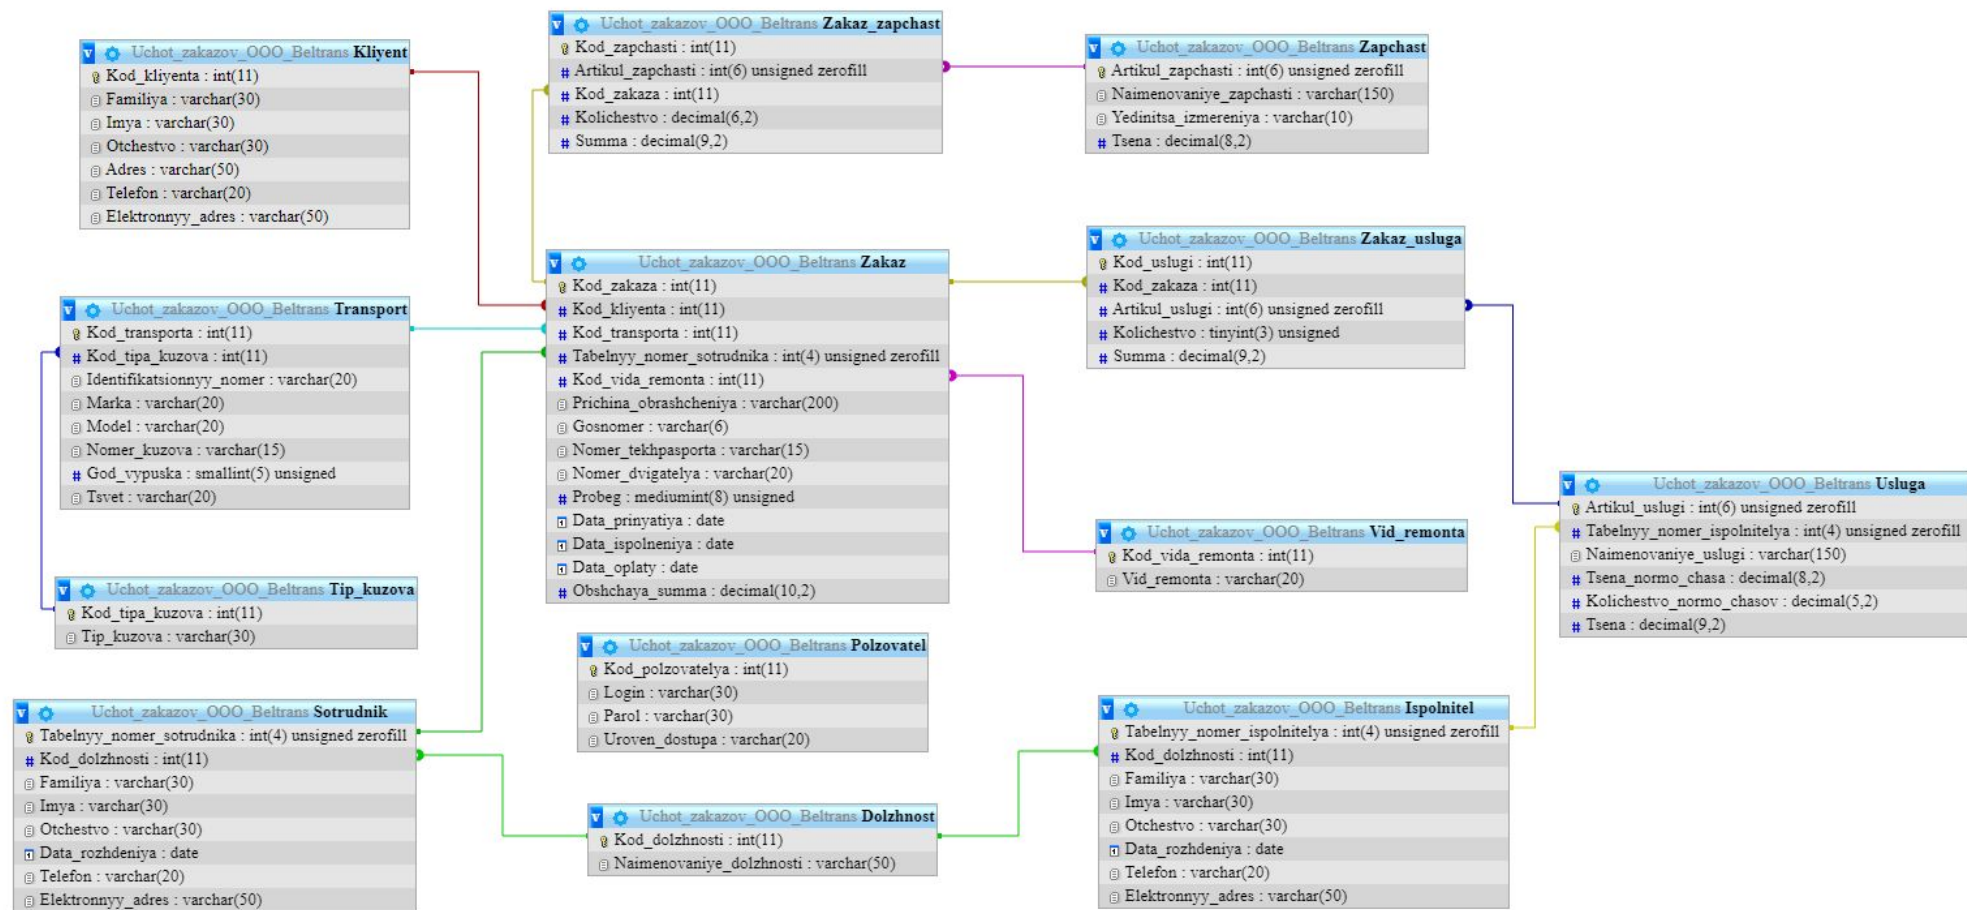 Uchot_zakazov_OOO_Beltrans Kliyent
Kod_kliyenta : int(11)
Familiya : varchar(30)
Imya : varchar(30)
Otchestvo : varchar(30)
Adres : varchar(50)
Telefon : varchar(20)
Elektronnyy_adres : varchar(50)
Uchot_zakazov_OOO_Beltrans Zakaz_zapchast
Kod_zapchasti : int(11)
Artikul_zapchasti : int(6) unsigned zerofill
Kod_zakaza : int(11)
Kolichestvo : decimal(6,2)
Summa : decimal(9,2)
Uchot_zakazov_OOO_Beltrans Zapchast
Artikul_zapchasti : int(6) unsigned zerofill
Naimenovaniye_zapchasti : varchar(150)
Yedinitsa_izmereniya : varchar(10)
Tsena : decimal(8,2)
Uchot_zakazov_OOO_Beltrans Transport
Kod_transporta : int(11)
Kod_tipa_kuzova : int(11)
Identifikatsionnyy_nomer : varchar(20)
Marka : varchar(20)
Model : varchar(20)
Nomer_kuzova : varchar(15)
God_vypuska : smallint(5) unsigned
Tsvet : varchar(20)
Uchot_zakazov_OOO_Beltrans Zakaz
Kod_zakaza : int(11)
Kod_kliyenta : int(11)
Kod_transporta : int(11)
Tabelnyy_nomer_sotrudnika : int(4) unsigned zerofill
Kod_vida_remonta : int(11)
Prichina_obrashcheniya : varchar(200)
Gosnomer : varchar(6)
Nomer_tekhpasporta : varchar(15)
Nomer_dvigatelya : varchar(20)
Probeg : mediumint(8) unsigned
Data_prinyatiya : date
Data_ispolneniya : date
Data_oplaty : date
Obshchaya_summa : decimal(10,2)
Uchot_zakazov_OOO_Beltrans Zakaz_usluga
Kod_uslugi : int(11)
Kod_zakaza : int(11)
Artikul_uslugi : int(6) unsigned zerofill
Kolichestvo : tinyint(3) unsigned
Summa : decimal(9,2)
Uchot_zakazov_OOO_Beltrans Usluga
Artikul_uslugi : int(6) unsigned zerofill
Tabelnyy_nomer_ispolnitelya : int(4) unsigned zerofill
Naimenovaniye_uslugi : varchar(150)
Tsena_normo_chasa : decimal(8,2)
Kolichestvo_normo_chasov : decimal(5,2)
Tsena : decimal(9,2)
Uchot_zakazov_OOO_Beltrans Vid_remonta
Kod_vida_remonta : int(11)
Vid_remonta : varchar(20)
Uchot_zakazov_OOO_Beltrans Tip_kuzova
Kod_tipa_kuzova : int(11)
Tip_kuzova : varchar(30)
Uchot_zakazov_OOO_Beltrans Polzovatel
Kod_polzovatelya : int(11)
Login : varchar(30)
Parol : varchar(30)
Uroven_dostupa : varchar(20)
Uchot_zakazov_OOO_Beltrans Sotrudnik
Tabelnyy_nomer_sotrudnika : int(4) unsigned zerofill
Kod_dolzhnosti : int(11)
Familiya : varchar(30)
Imya : varchar(30)
Otchestvo : varchar(30)
Data_rozhdeniya : date
Telefon : varchar(20)
Elektronnyy_adres : varchar(50)
Uchot_zakazov_OOO_Beltrans Dolzhnost
Kod_dolzhnosti : int(11)
Naimenovaniye_dolzhnosti : varchar(50)
Uchot_zakazov_OOO_Beltrans Ispolnitel
Tabelnyy_nomer_ispolnitelya : int(4) unsigned zerofill
Kod_dolzhnosti : int(11)
Familiya : varchar(30)
Imya : varchar(30)
Otchestvo : varchar(30)
Data_rozhdeniya : date
Telefon : varchar(20)
Elektronnyy_adres : varchar(50)